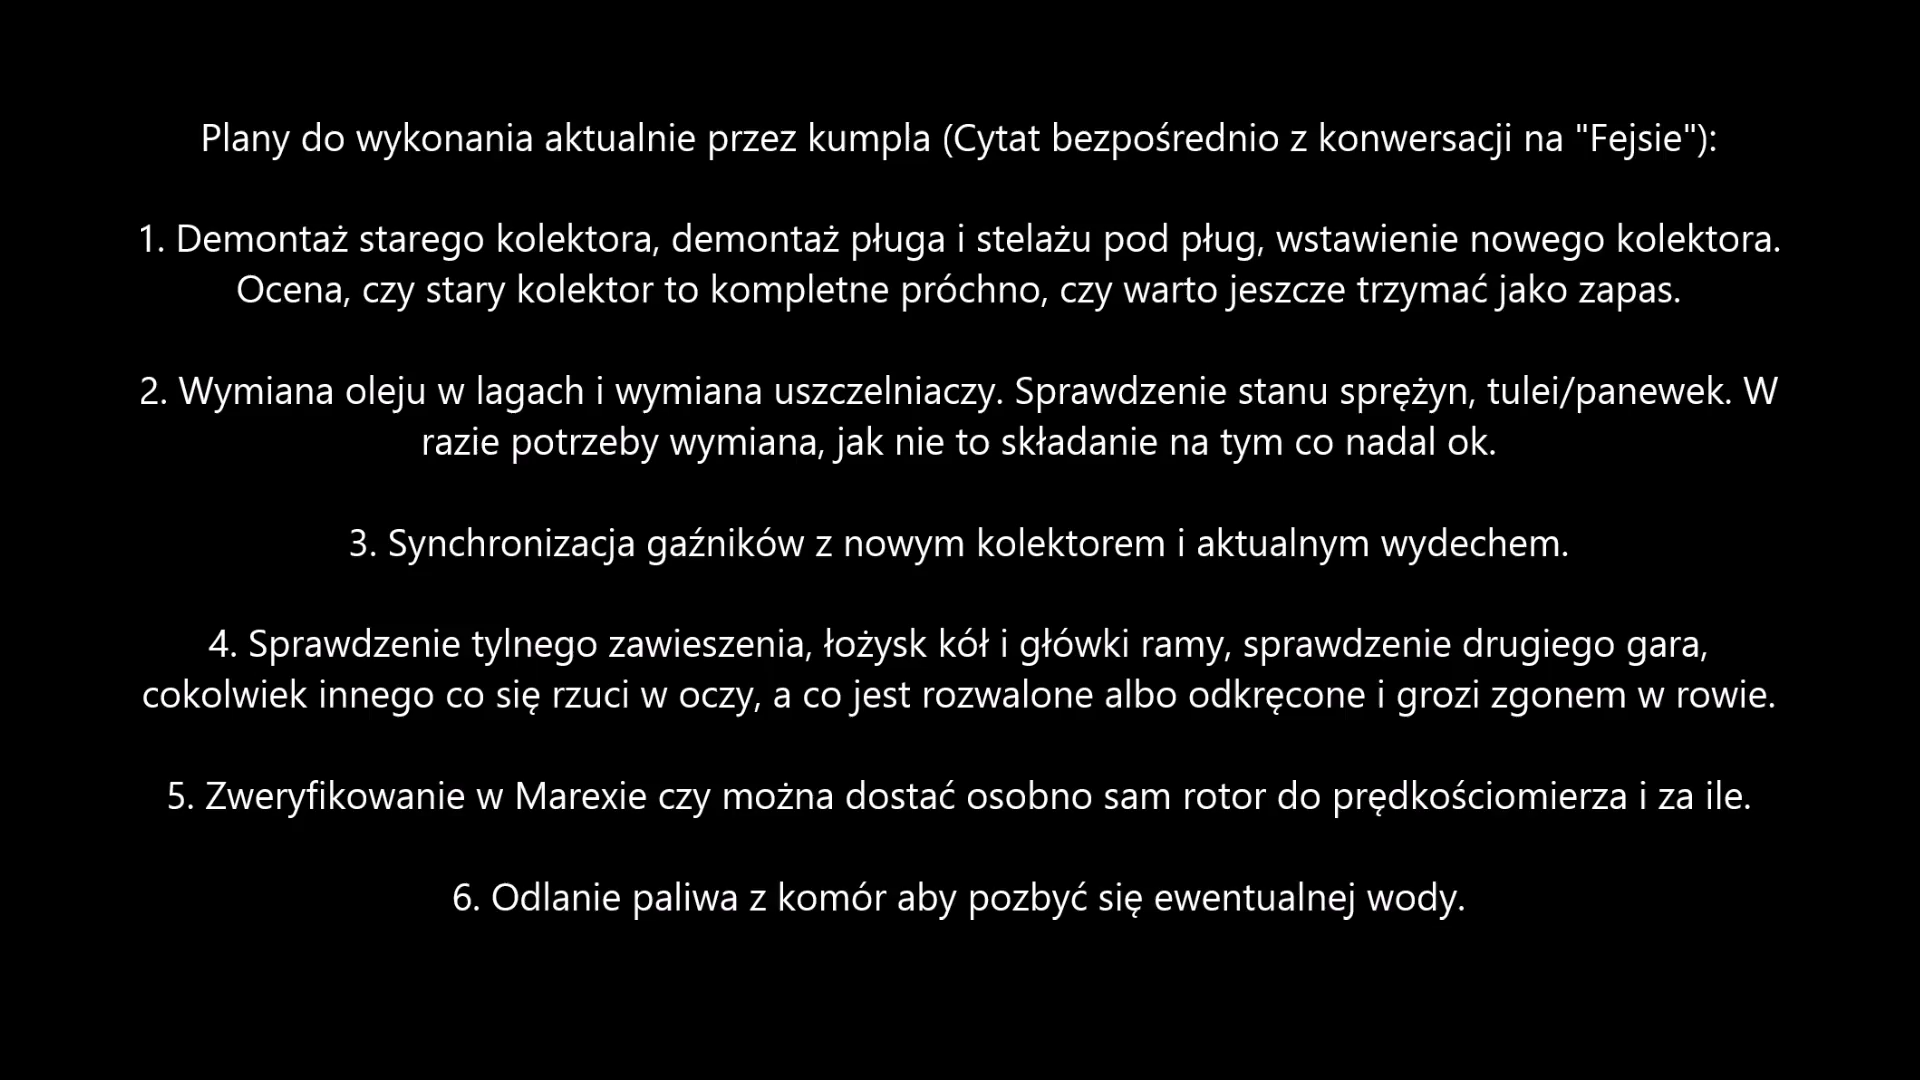 Plany do wykonania aktualnie przez kumpla (Cytat bezpośrednio z konwersacji na "Fejsie"):
1. Demontaż starego kolektora, demontaż pługa i stelażu pod pług, wstawienie nowego kolektora.
Ocena, czy stary kolektor to kompletne próchno, czy warto jeszcze trzymać jako zapas.
2. Wymiana oleju w lagach i wymiana uszczelniaczy. Sprawdzenie stanu sprężyn, tulei/panewek. W
razie potrzeby wymiana, jak nie to składanie na tym co nadal ok.
3. Synchronizacja gaźników z nowym kolektorem i aktualnym wydechem.
4. Sprawdzenie tylnego zawieszenia, łożysk kół i główki ramy, sprawdzenie drugiego gara,
cokolwiek innego co się rzuci w oczy, a co jest rozwalone albo odkręcone i grozi zgonem w rowie.
5. Zweryfikowanie w Marexie czy można dostać osobno sam rotor do prędkościomierza i za ile.
6. Odlanie paliwa z komór aby pozbyć się ewentualnej wody.